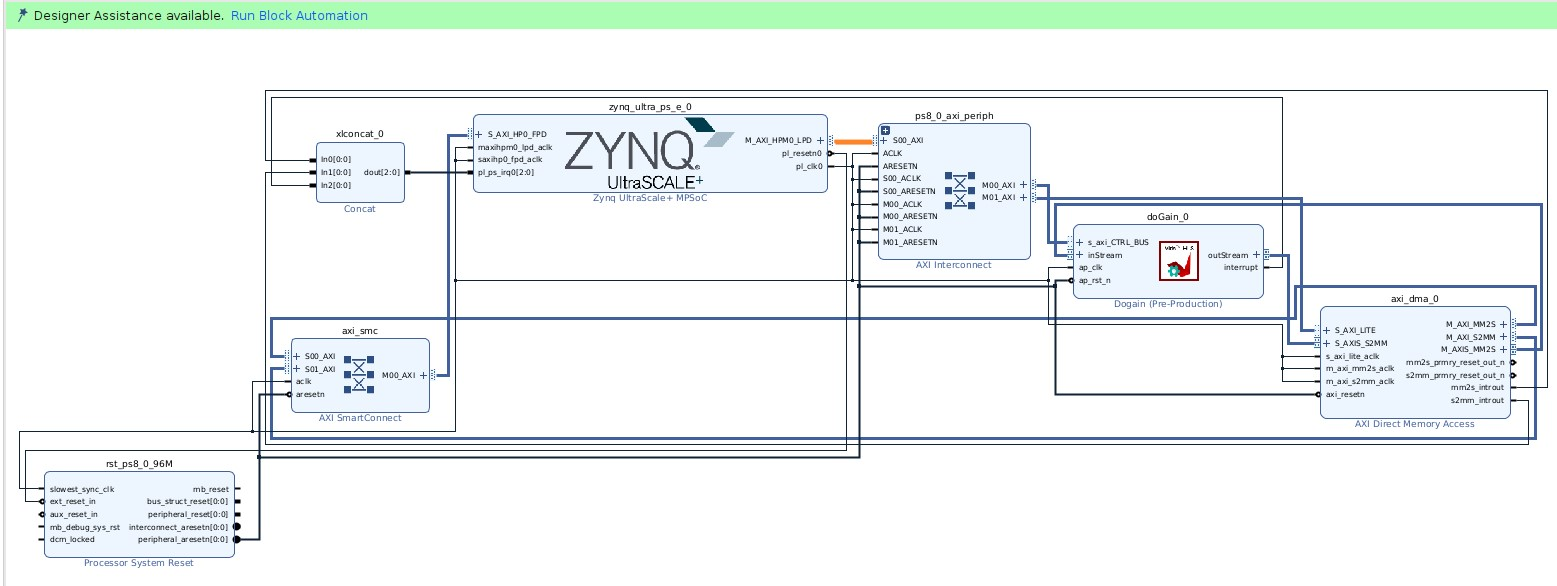 Designer Assistance available. Run Block Automation
xlconcat_0
In0[0:0]
In1[0:0]
In2[0:0]
dout[2:0]
Concat
zynq_ultra_ps_e_0
S_AXI_HP0_FPD
maxihpm0_lpd_aclk
saxihp0_fpd_aclk
pl_ps_irq0[2:0]
ZYNQ
UltraSCALE+
M_AXI_HPM0_LPD
pl_resetn0
pl_clk0
Zynq UltraScale+ MPSoC
ps8_0_axi_periph
S00_AXI
ACLK
ARESETN
S00_ACLK
S00_ARESETN
M00_ACLK
M00_ARESETN
M01_ACLK
M01_ARESETN
M00_AXI
M01_AXI
AXI Interconnect
doGain_0
s_axi_CTRL_BUS
inStream
ap_clk
ap_rst_n
outStream
interrupt
Dogain (Pre-Production)
axi_dma_0
S_AXI_LITE
S_AXIS_S2MM
s_axi_lite_aclk
m_axi_mm2s_aclk
m_axi_s2mm_aclk
axi_resetn
M_AXI_MM2S
M_AXI_S2MM
M_AXIS_MM2S
mm2s_prmry_reset_out_n
s2mm_prmry_reset_out_n
mm2s_introut
s2mm_introut
AXI Direct Memory Access
axi_smc
S00_AXI
S01_AXI
aclk
aresetn
M00_AXI
AXI SmartConnect
rst_ps8_0_96M
slowest_sync_clk
ext_reset_in
aux_reset_in
mb_debug_sys_rst
dcm_locked
mb_reset
bus_struct_reset[0:0]
peripheral_reset[0:0]
interconnect_aresetn[0:0]
peripheral_aresetn[0:0]
Processor System Reset